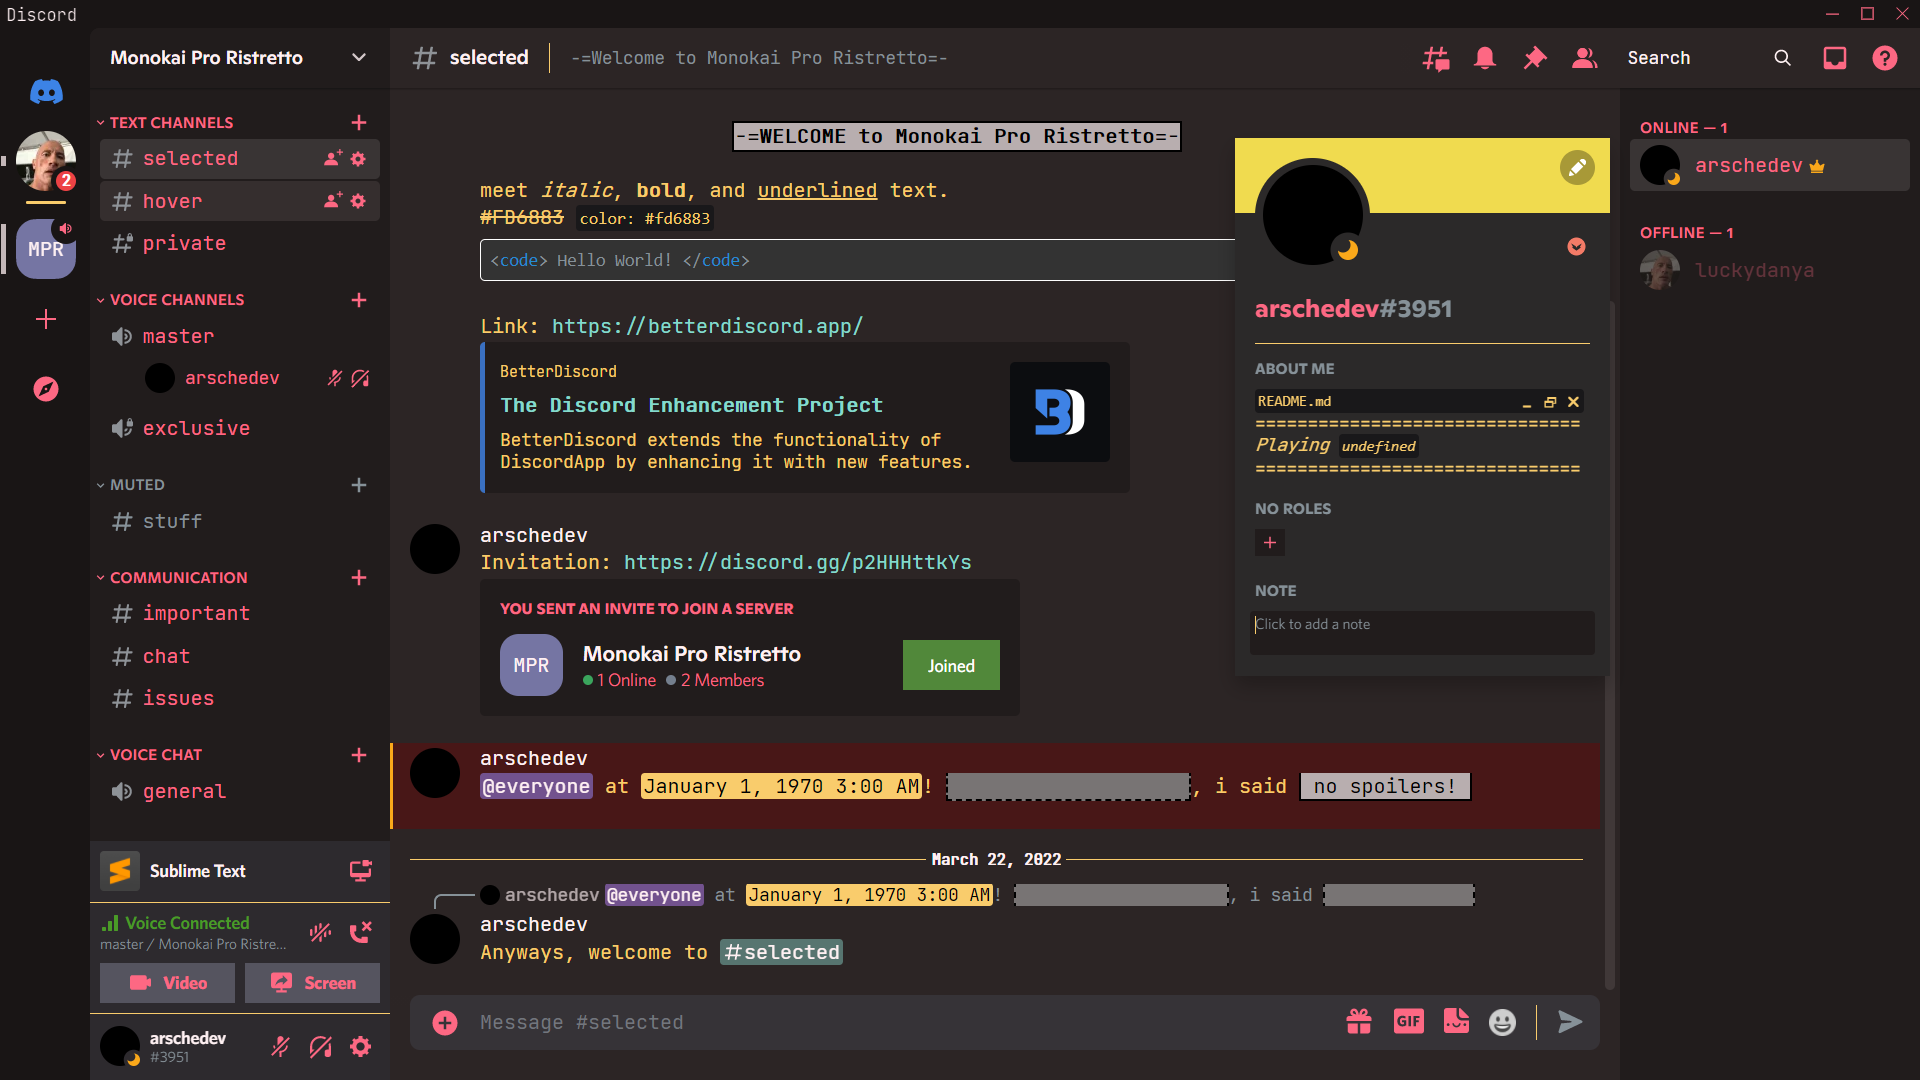 Discord
Monokai Pro Ristretto
TEXT CHANNELS
selected
hover
private
VOICE CHANNELS
master
arschedev
exclusive
MUTED
stuff
COMMUNICATION
important
chat
issues
VOICE CHAT
general
2
MPR
Sublime Text
Voice Connected
master / Monokai Pro Ristre...
Video
Screen
arschedev
#3951
selected
-=Welcome to Monokai Pro Ristretto=-
Search
-=WELCOME to Monokai Pro Ristretto=-
meet italic, bold, and underlined text.
#FD6883 color: #fd6883
<code> Hello World! </code>
Link: https://betterdiscord.app/
BetterDiscord
The Discord Enhancement Project
BetterDiscord extends the functionality of
DiscordApp by enhancing it with new features.
arschedev
Invitation: https://discord.gg/p2HHHttkYs
YOU SENT AN INVITE TO JOIN A SERVER
MPR
Monokai Pro Ristretto
1 Online 2 Members
Joined
arschedev
@everyone at January 1, 1970 3:00 AM! , i said no spoilers!
March 22, 2022
arschedev @everyone at January 1, 1970 3:00 AM! , i said
arschedev
Anyways, welcome to #selected
Message #selected
GIF
arschedev#3951
ABOUT ME
README.md
===============================
Playing undefined
===============================
NO ROLES
NOTE
Click to add a note
ONLINE — 1
arschedev
OFFLINE — 1
luckydanya